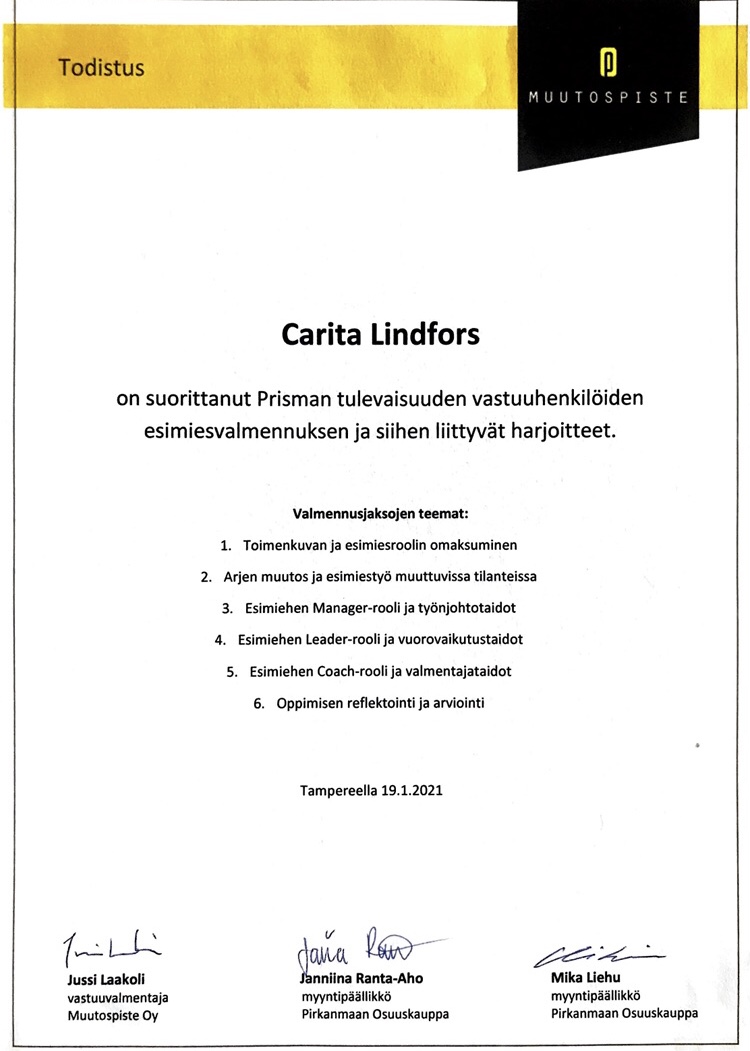 Todistus
MUUTOSPISTE
Carita Lindfors
on suorittanut Prisman tulevaisuuden vastuuhenkilöiden
esimiesvalmennuksen ja siihen liittyvät harjoitteet.
Valmennusjaksojen teemat:
1. Toimenkuvan ja esimiesroolin omaksuminen
2. Arjen muutos ja esimiestyö muuttuvissa tilanteissa
3. Esimiehen Manager-rooli ja työnjohtotaidot
4. Esimiehen Leader-rooli ja vuorovaikutustaidot
5. Esimiehen Coach-rooli ja valmentajataidot
6. Oppimisen reflektointi ja arviointi
Tampereella 19.1.2021
Jussi Laakoli
vastuuvalmentaja
Muutospiste Oy
Janniina Ranta-Aho
myyntipäällikkö
Pirkanmaan Osuuskauppa
Mika Liehu
myyntipäällikkö
Pirkanmaan Osuuskauppa